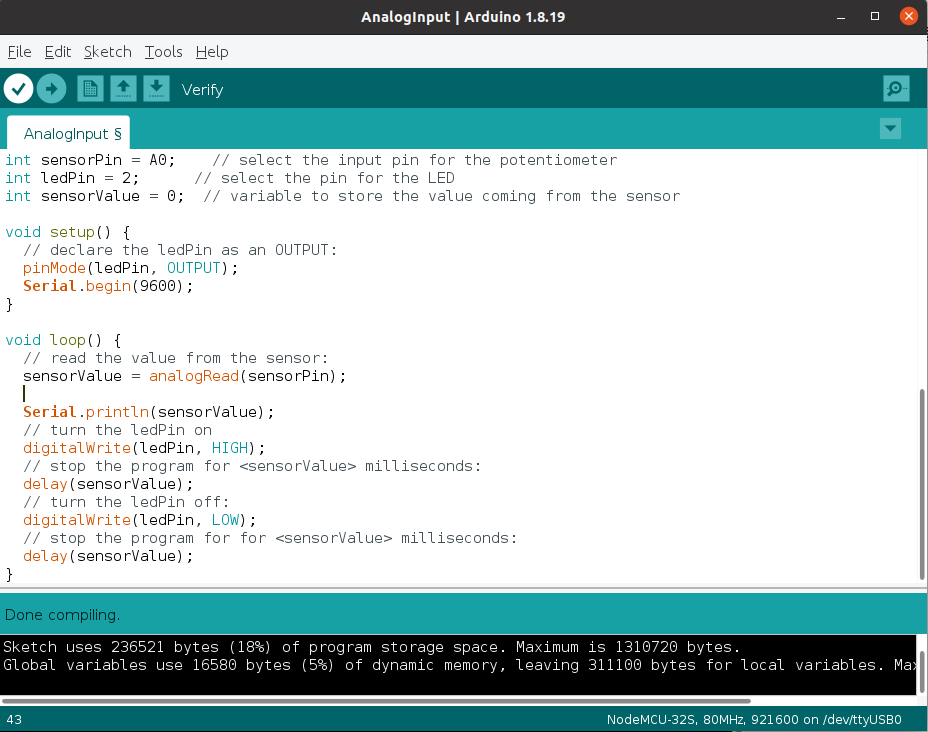 AnalogInput | Arduino 1.8.19
File Edit Sketch Tools Help
Verify
AnalogInput §
int sensorPin = A0;    // select the input pin for the potentiometer
int ledPin = 2;      // select the pin for the LED
int sensorValue = 0;  // variable to store the value coming from the sensor
void setup() {
  // declare the ledPin as an OUTPUT:
  pinMode(ledPin, OUTPUT);
  Serial.begin(9600);
}
void loop() {
  // read the value from the sensor:
  sensorValue = analogRead(sensorPin);
  Serial.println(sensorValue);
  // turn the ledPin on
  digitalWrite(ledPin, HIGH);
  // stop the program for <sensorValue> milliseconds:
  delay(sensorValue);
  // turn the ledPin off:
  digitalWrite(ledPin, LOW);
  // stop the program for for <sensorValue> milliseconds:
  delay(sensorValue);
}
Done compiling.
Sketch uses 236521 bytes (18%) of program storage space. Maximum is 1310720 bytes.
Global variables use 16580 bytes (5%) of dynamic memory, leaving 311100 bytes for local variables. Max
43
NodeMCU-32S, 80MHz, 921600 on /dev/ttyUSB0